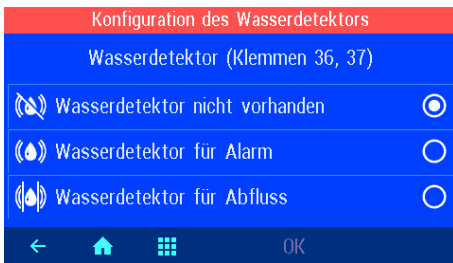 Konfiguration des Wasserdetektors
Wasserdetektor (Klemmen 36, 37)
Wasserdetektor nicht vorhanden
Wasserdetektor für Alarm
Wasserdetektor für Abfluss
OK